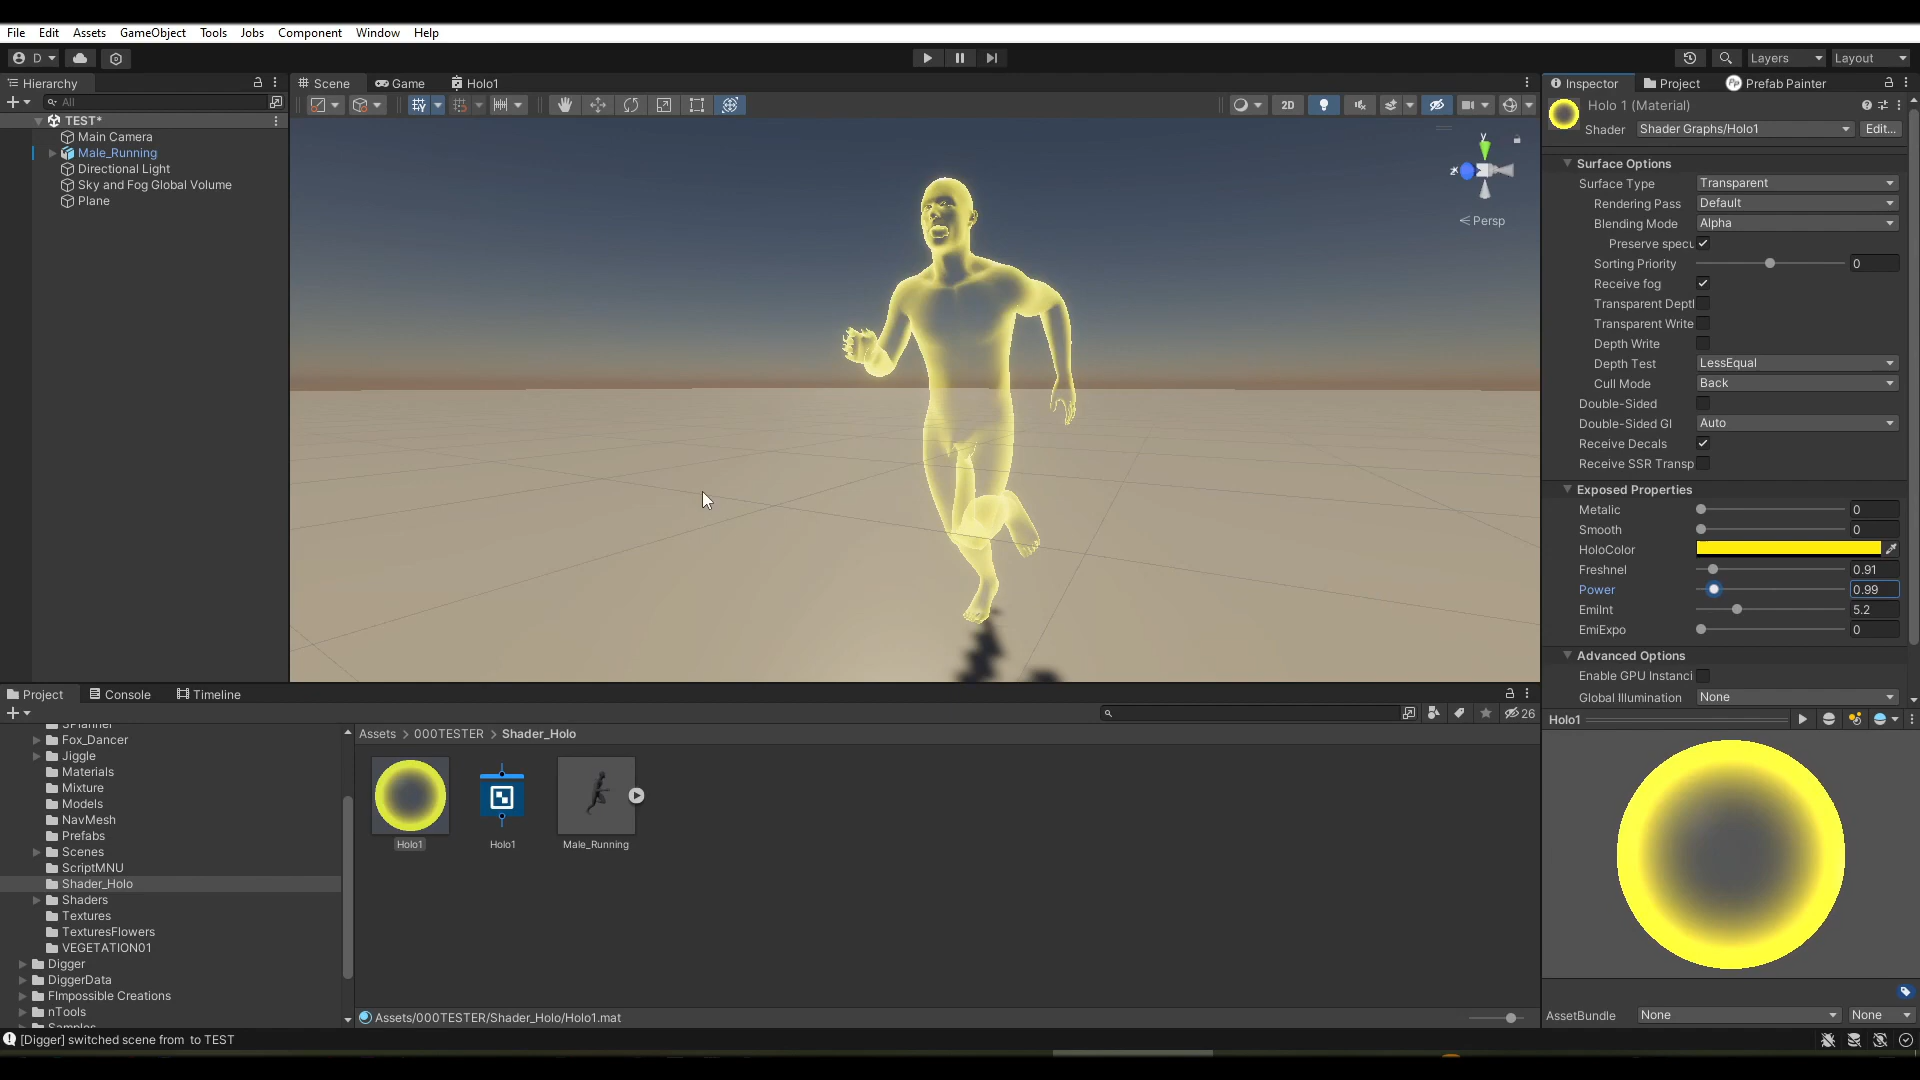 File Edit Assets GameObject Tools Jobs Component Window Help
D Layers Layout
Hierarchy Scene Game Holo1 Inspector Project Pp Prefab Painter
All 2D Holo 1 (Material)
TEST* Shader Shader Graphs/Holo1 Edit...
Main Camera
Male_Running
Directional Light
Sky and Fog Global Volume
Plane
y
z
< Persp
Surface Options
Surface Type Transparent
Rendering Pass Default
Blending Mode Alpha
Preserve specu
Sorting Priority 0
Receive fog
Transparent Dept
Transparent Write
Depth Write
Depth Test LessEqual
Cull Mode Back
Double-Sided
Double-Sided GI Auto
Receive Decals
Receive SSR Transp
Exposed Properties
Metalic 0
Smooth 0
HoloColor
Freshnel 0.91
Power 0.99
EmiInt 5.2
EmiExpo 0
Advanced Options
Enable GPU Instanci
Global Illumination None
Holo1
AssetBundle None None
Project Console Timeline
26
Fox_Dancer
Jiggle
Materials
Mixture
Models
NavMesh
Prefabs
Scenes
ScriptMNU
Shader_Holo
Shaders
Textures
TexturesFlowers
VEGETATION01
Digger
DiggerData
FImpossible Creations
nTools
Assets > 000TESTER > Shader_Holo
Holo1 Holo1 Male_Running
Assets/000TESTER/Shader_Holo/Holo1.mat
[Digger] switched scene from to TEST